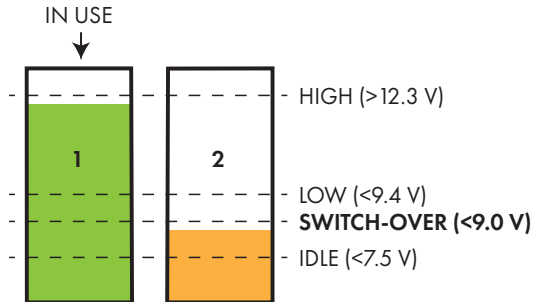 IN USE
HIGH (>12.3 V)
1
2
LOW (<9.4 V)
SWITCH-OVER (<9.0 V)
IDLE (<7.5 V)